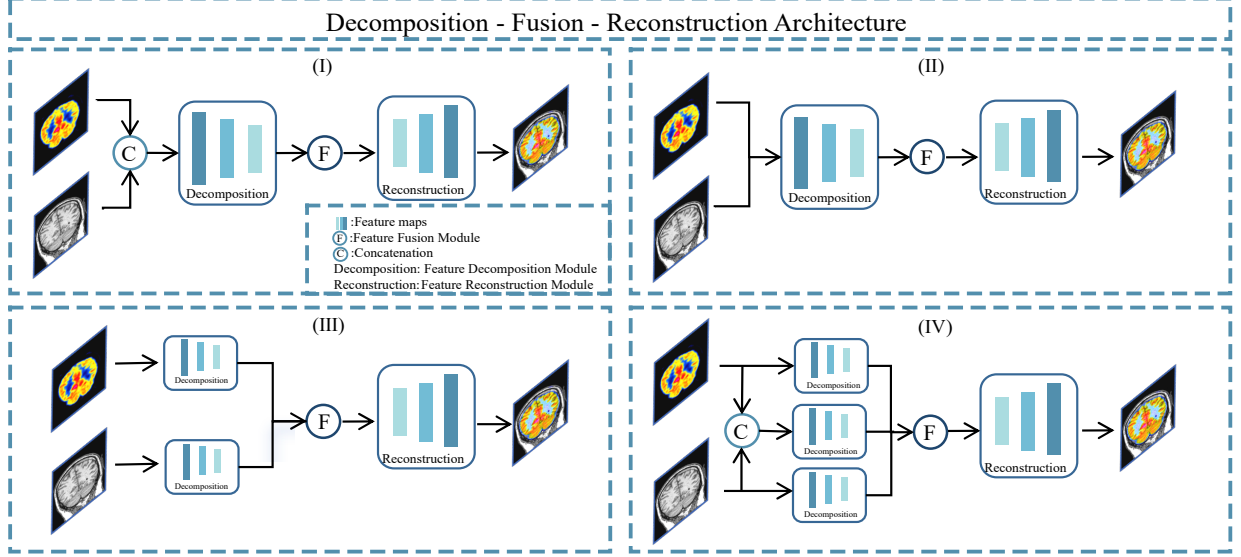 Decomposition - Fusion - Reconstruction Architecture
(I)
C
Decomposition
F
Reconstruction
:Feature maps
F :Feature Fusion Module
C :Concatenation
Decomposition: Feature Decomposition Module
Reconstruction: Feature Reconstruction Module
(II)
Decomposition
F
Reconstruction
(III)
Decomposition
Decomposition
F
Reconstruction
(IV)
C
Decomposition
Decomposition
Decomposition
F
Reconstruction